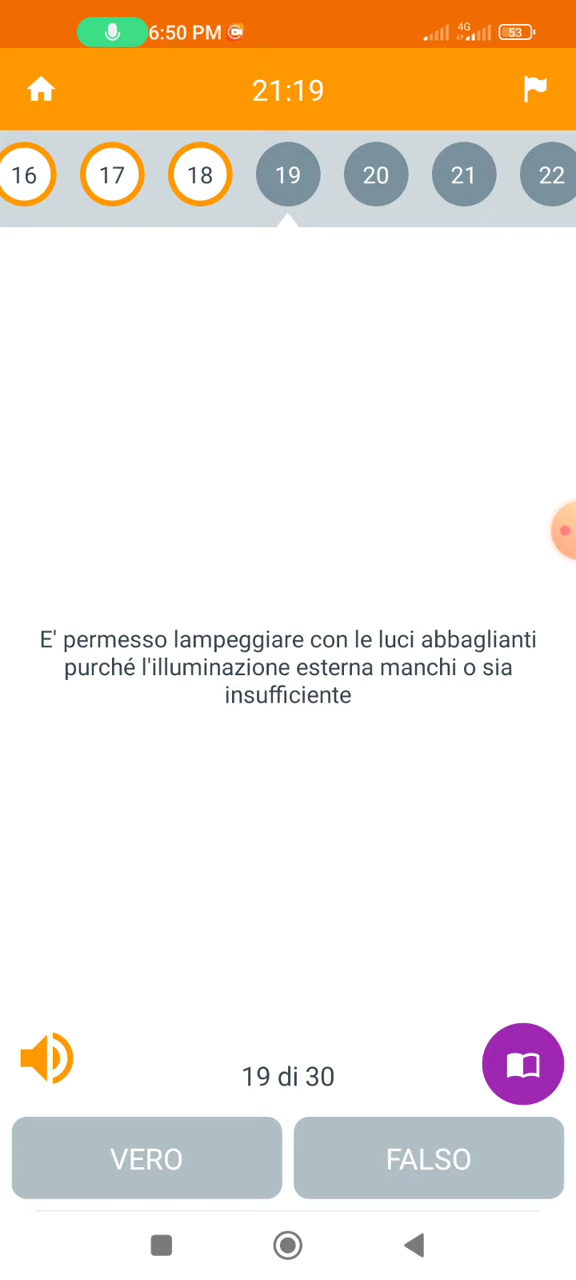 6:50 PM
4G
53
21:19
16 17 18 19 20 21 22
E' permesso lampeggiare con le luci abbaglianti
purché l'illuminazione esterna manchi o sia
insufficiente
19 di 30
VERO FALSO